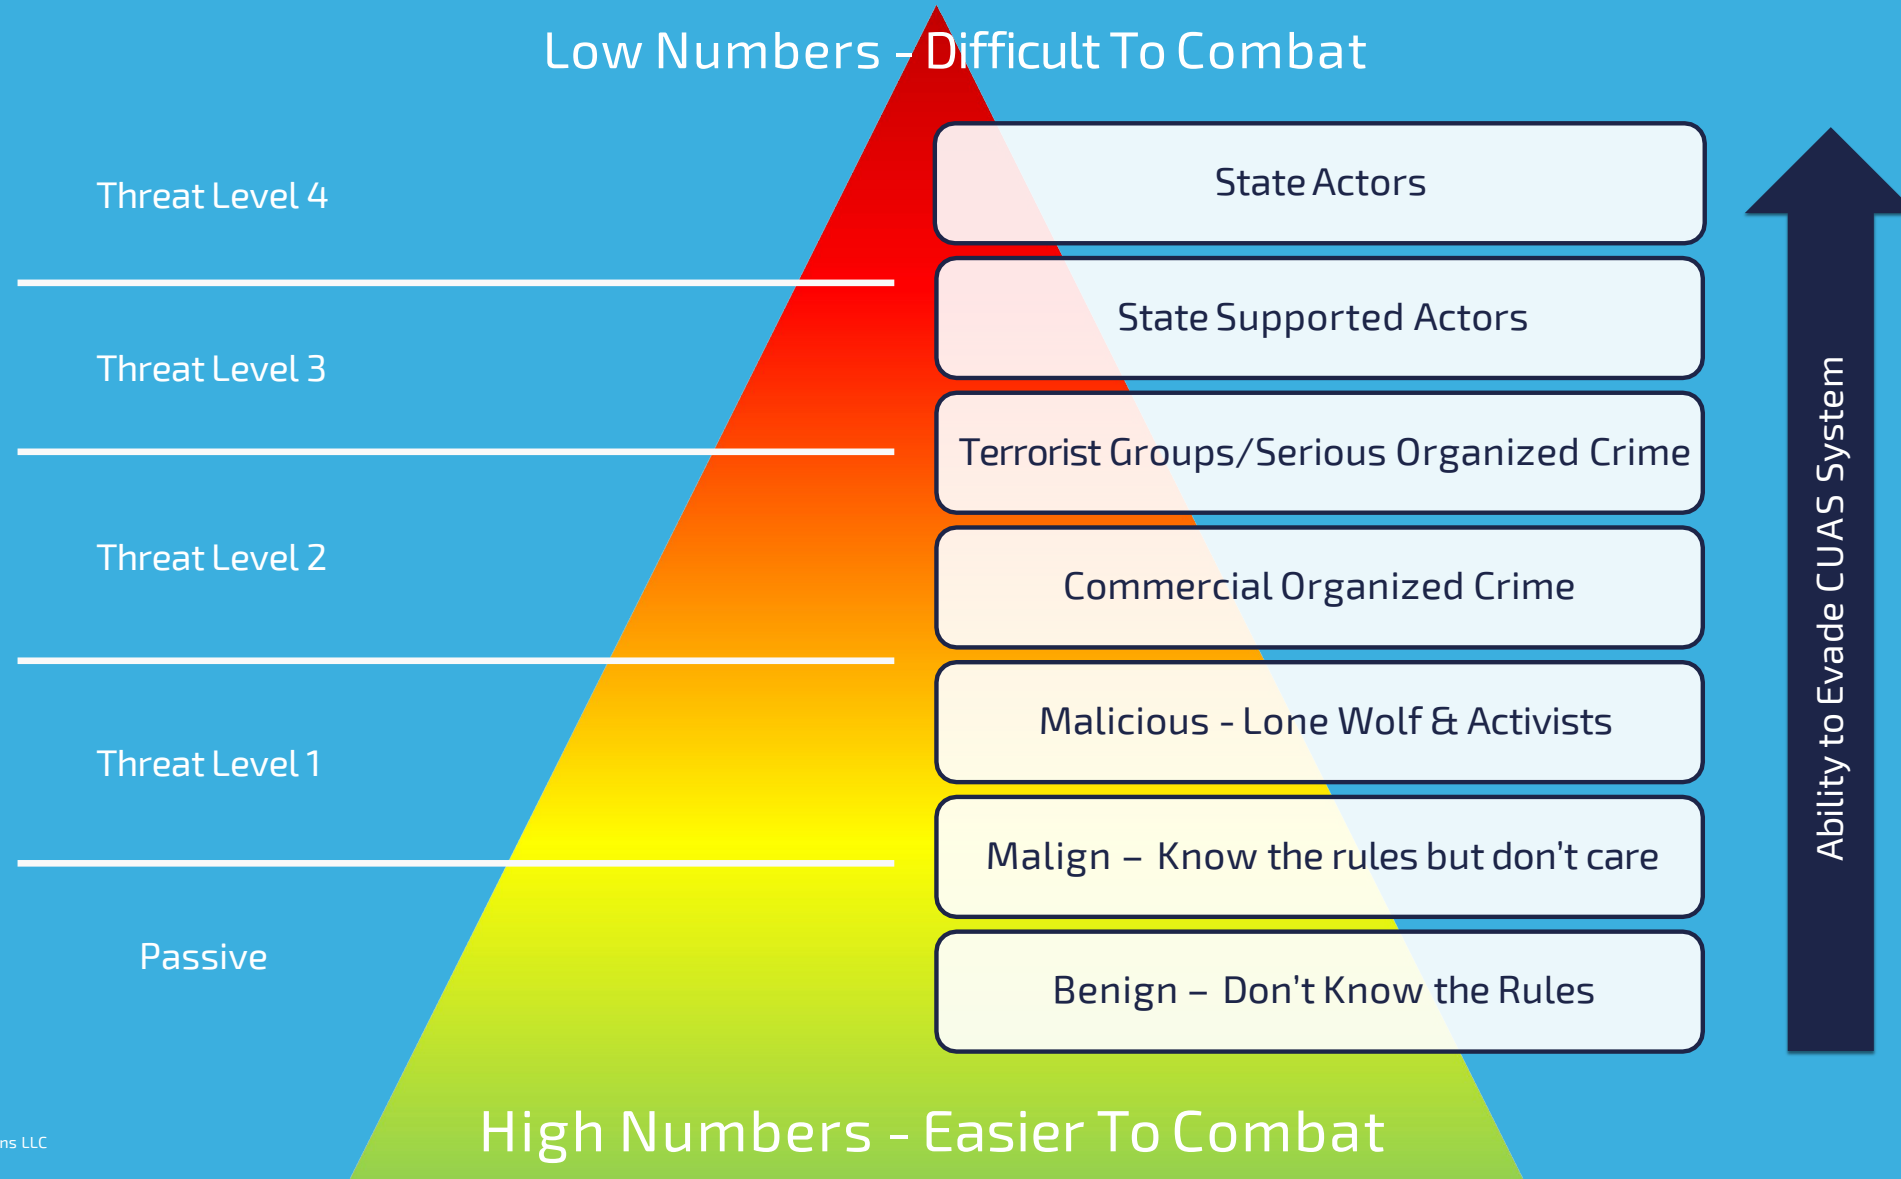 Low Numbers - Difficult To Combat
Threat Level 4
State Actors
State Supported Actors
Threat Level 3
Terrorist Groups/Serious Organized Crime
Threat Level 2
Commercial Organized Crime
Malicious - Lone Wolf & Activists
Threat Level 1
Malign – Know the rules but don’t care
Passive
Benign – Don’t Know the Rules
Ability to Evade CUAS System
High Numbers - Easier To Combat
ns LLC